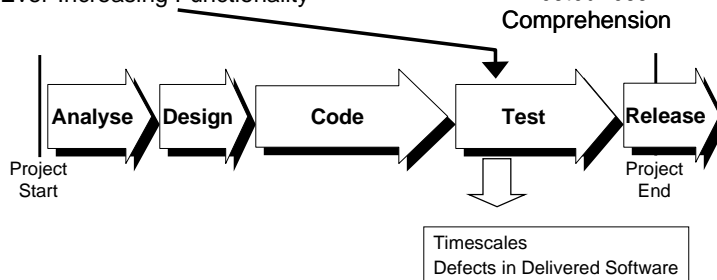 Ever Increasing Functionality
Comprehension
Analyse
Design
Code
Test
Release
Project
Start
Project
End
Timescales
Defects in Delivered Software